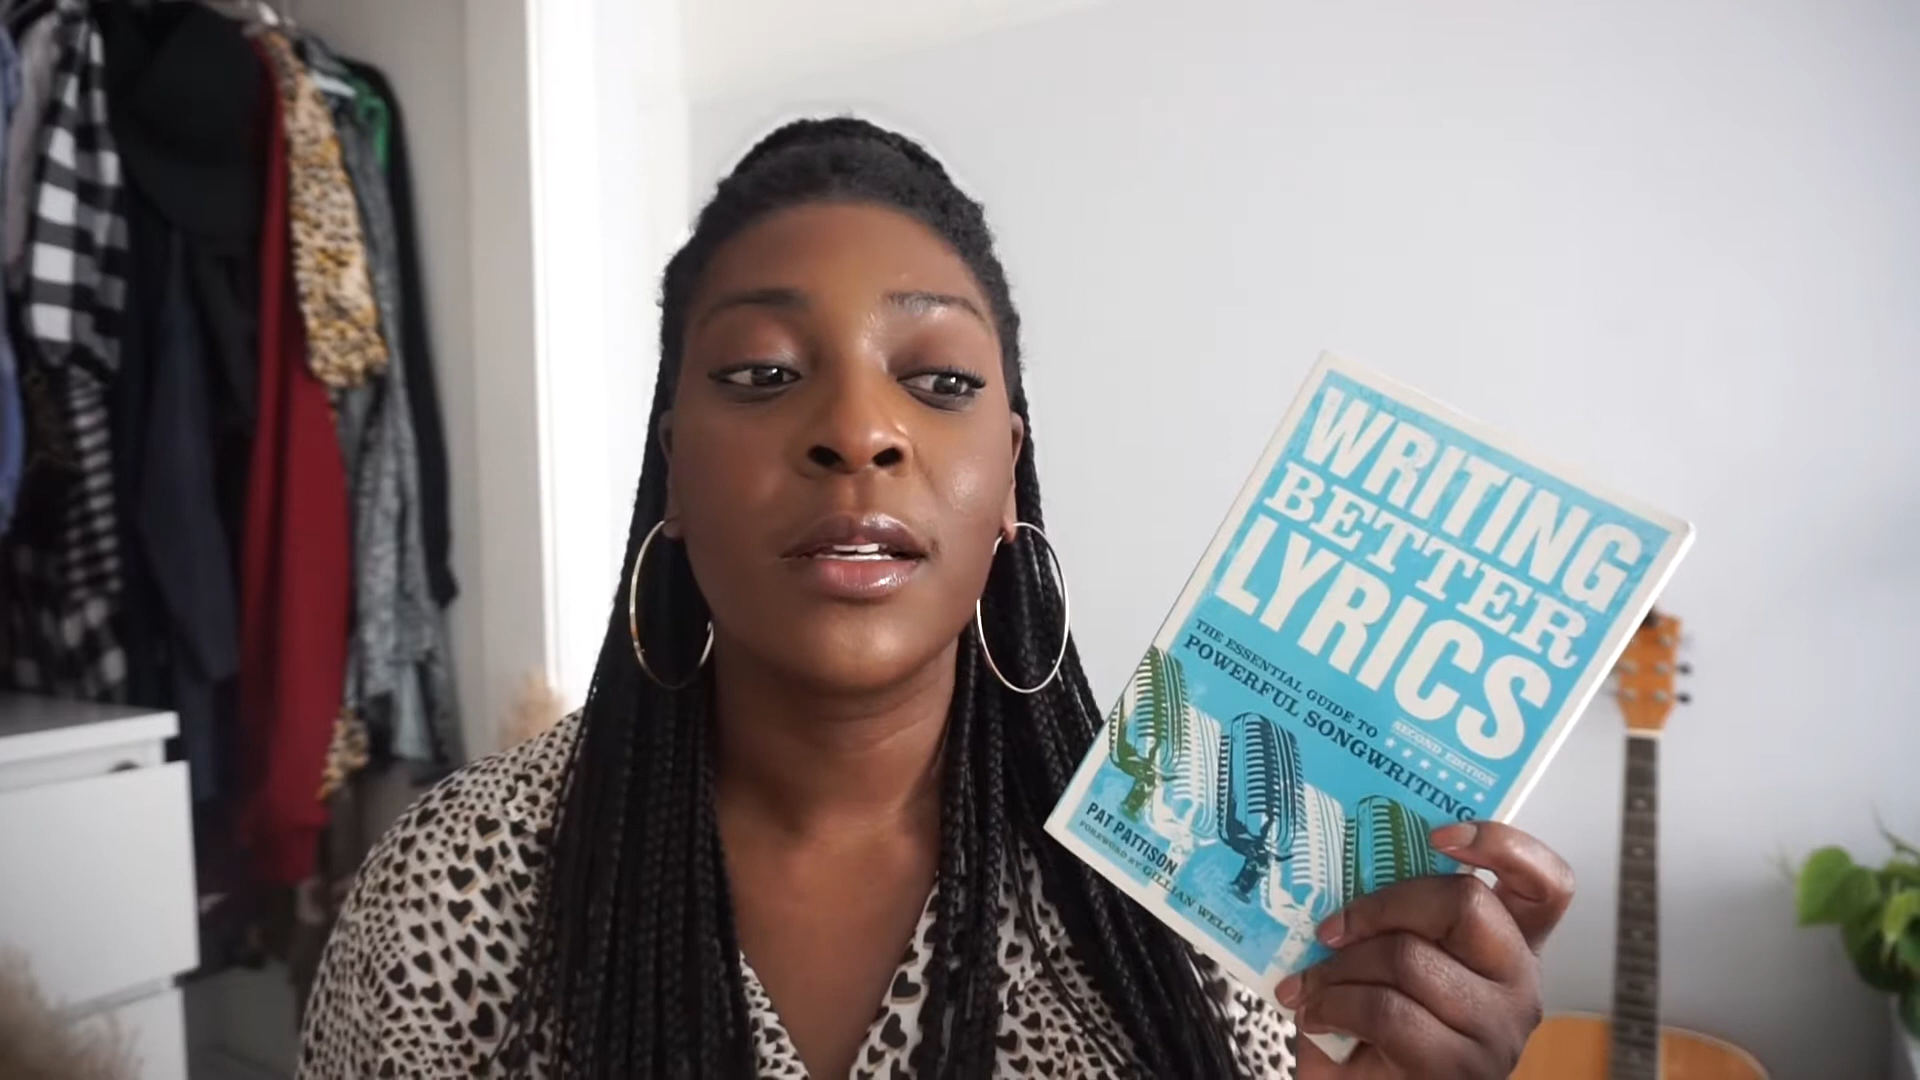 WRITING
BETTER
LYRICS
THE ESSENTIAL GUIDE TO
POWERFUL SONGWRITING
SECOND EDITION
PAT PATTISON
FOREWORD BY GILLIAN WELCH